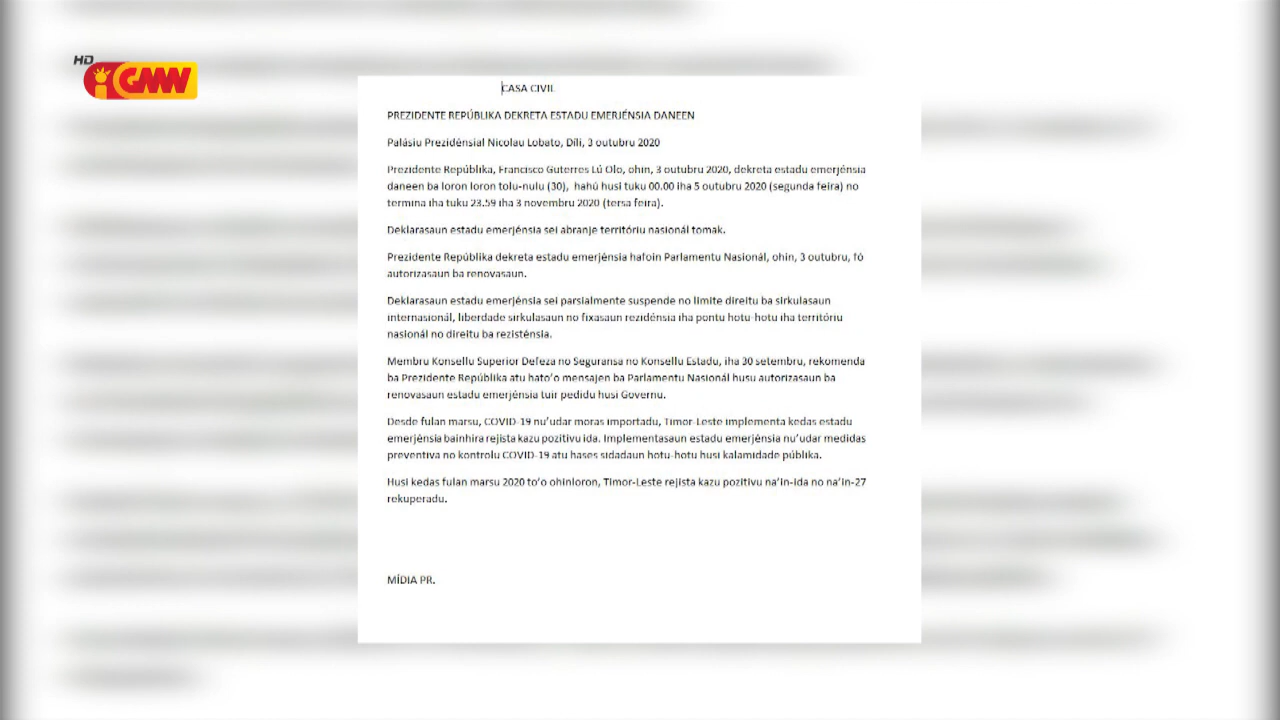 HD
GMN
CASA CIVIL
PREZIDENTE REPÚBLIKA DEKRETA ESTADU EMERJÉNSIA DANEEN
Palásiu Prezidénsial Nicolau Lobato, Díli, 3 outubru 2020
Prezidente Repúblika, Francisco Guterres Lú Olo, ohin, 3 outubru 2020, dekreta estadu emerjénsia
daneen ba loron loron tolu-nulu (30), hahú husi tuku 00.00 iha 5 outubru 2020 (segunda feira) no
termina iha tuku 23.59 iha 3 novembru 2020 (tersa feira).
Deklarasaun estadu emerjénsia sei abranje territóriu nasionál tomak.
Prezidente Repúblika dekreta estadu emerjénsia hafoin Parlamentu Nasionál, ohin, 3 outubru, fó
autorizasaun ba renovasaun.
Deklarasaun estadu emerjénsia sei parsialmente suspende no limite direitu ba sirkulasaun
internasionál, liberdade sirkulasaun no fixasaun rezidénsia iha pontu hotu-hotu iha territóriu
nasionál no direitu ba rezisténsia.
Membru Konsellu Superior Defeza no Seguransa no Konsellu Estadu, iha 30 setembru, rekomenda
ba Prezidente Repúblika atu hato'o mensajen ba Parlamentu Nasionál husu autorizasaun ba
renovasaun estadu emerjénsia tuir pedidu husi Governu.
Desde fulan marsu, COVID-19 nu'udar moras importadu, Timor-Leste implementa kedas estadu
emerjénsia bainhira rejista kazu pozitivu ida. Implementasaun estadu emerjénsia nu'udar medidas
preventiva no kontrolu COVID-19 atu hases sidadaun hotu-hotu husi kalamidade públika.
Husi kedas fulan marsu 2020 to'o ohinloron, Timor-Leste rejista kazu pozitivu na'in-ida no na'in-27
rekuperadu.
MÍDIA PR.